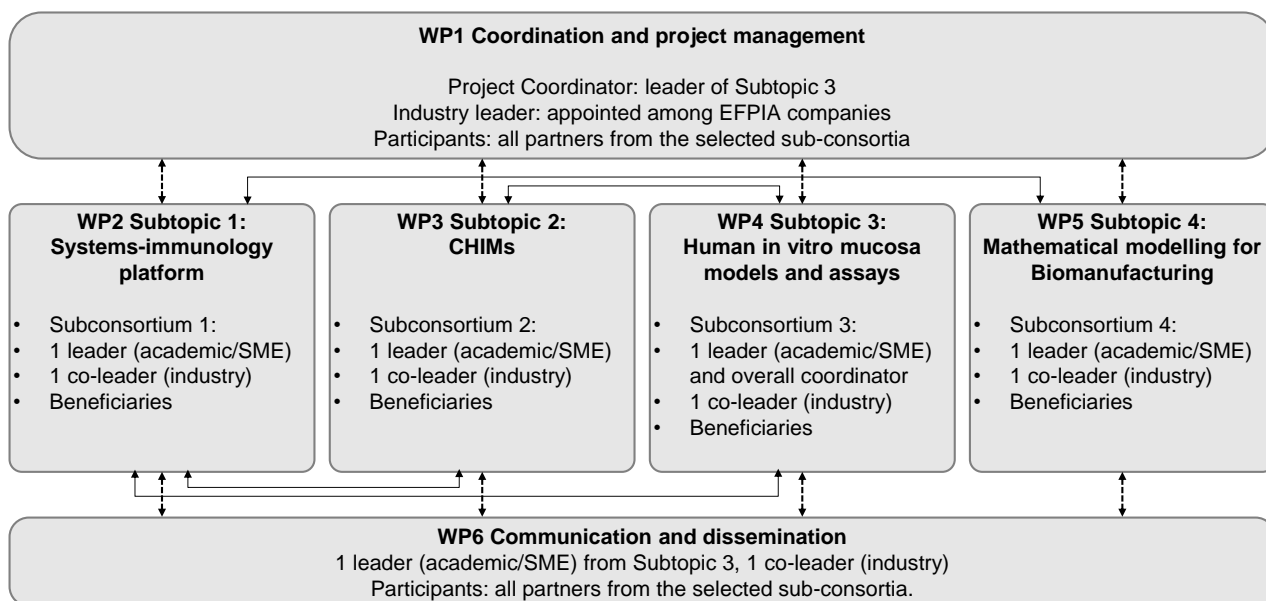 WP1 Coordination and project management
Project Coordinator: leader of Subtopic 3
Industry leader: appointed among EFPIA companies
Participants: all partners from the selected sub-consortia
WP2 Subtopic 1:
Systems-immunology
platform
• Subconsortium 1:
• 1 leader (academic/SME)
• 1 co-leader (industry)
• Beneficiaries
WP3 Subtopic 2:
CHIMs
• Subconsortium 2:
• 1 leader (academic/SME)
• 1 co-leader (industry)
• Beneficiaries
WP4 Subtopic 3:
Human in vitro mucosa
models and assays
• Subconsortium 3:
• 1 leader (academic/SME)
and overall coordinator
• 1 co-leader (industry)
• Beneficiaries
WP5 Subtopic 4:
Mathematical modelling for
Biomanufacturing
• Subconsortium 4:
• 1 leader (academic/SME)
• 1 co-leader (industry)
• Beneficiaries
WP6 Communication and dissemination
1 leader (academic/SME) from Subtopic 3, 1 co-leader (industry)
Participants: all partners from the selected sub-consortia.